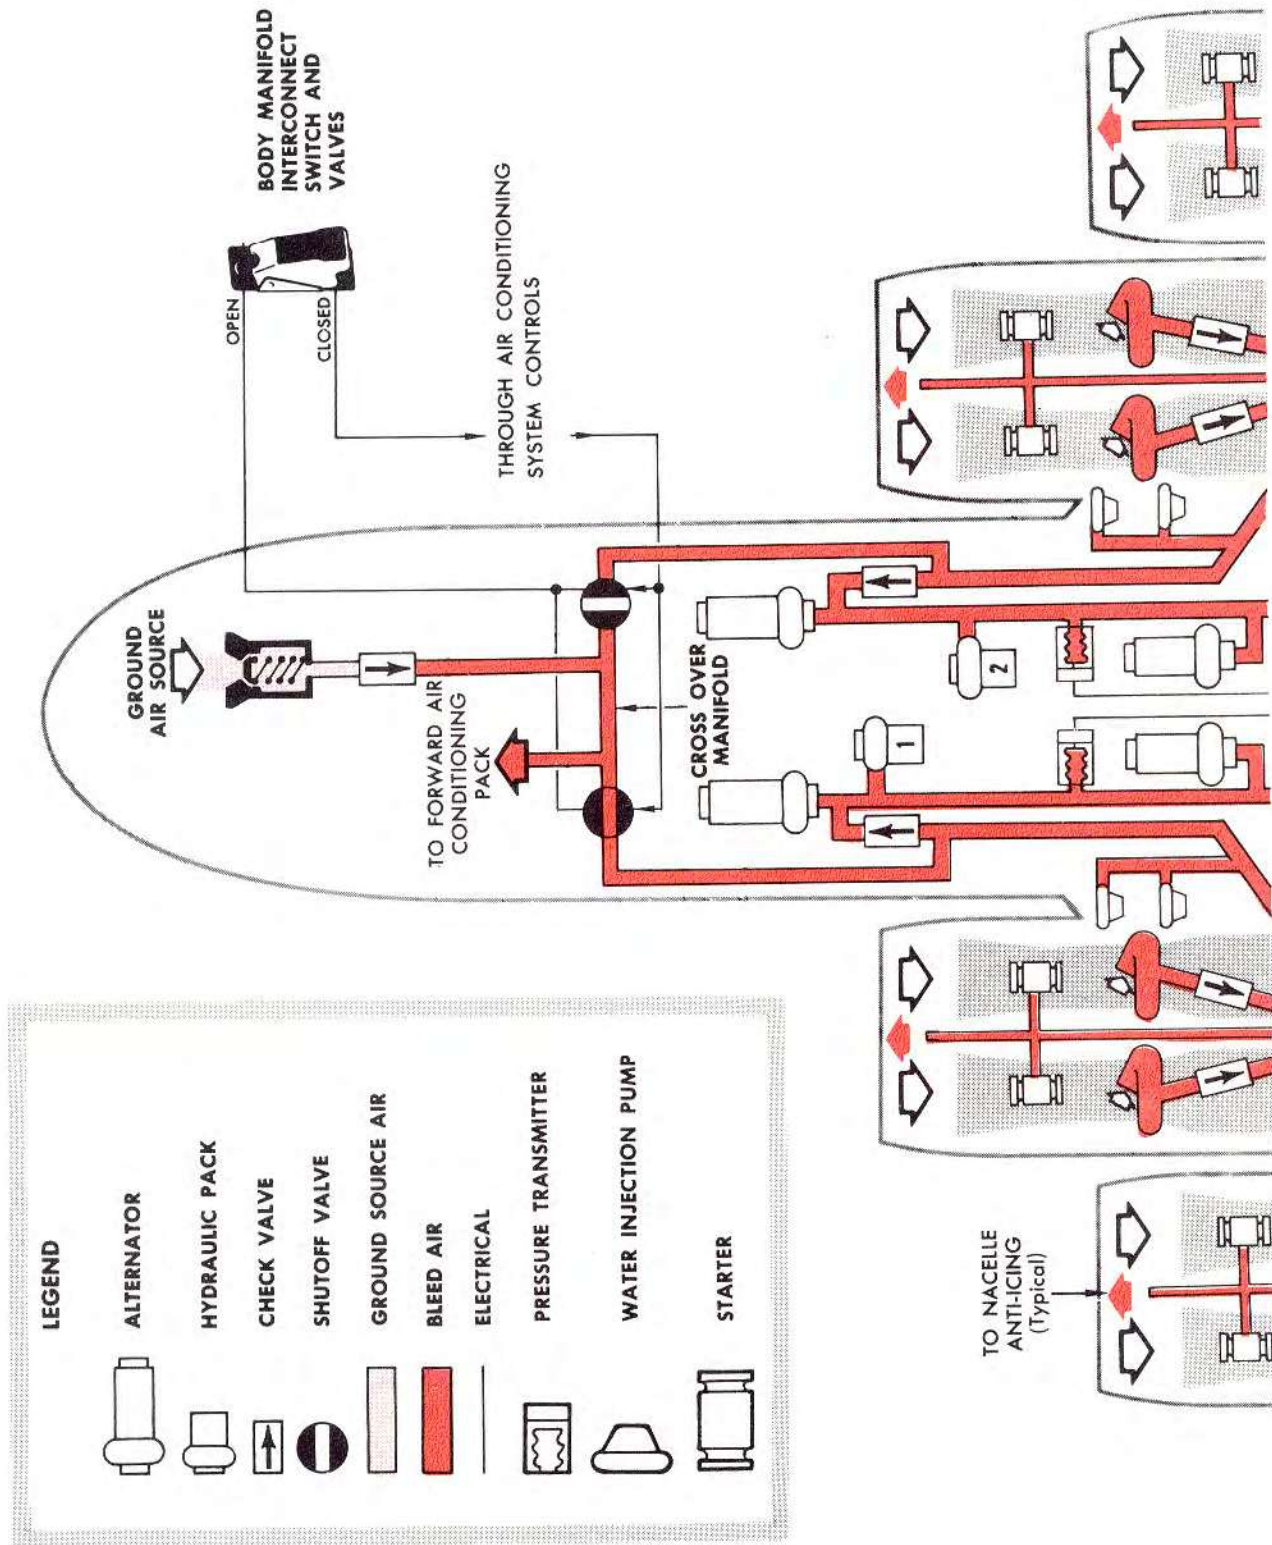 BODY MANIFOLD
INTERCONNECT
SWITCH AND
VALVES
OPEN
CLOSED
THROUGH AIR CONDITIONING
SYSTEM CONTROLS
GROUND
AIR SOURCE
TO FORWARD AIR
CONDITIONING
PACK
CROSS OVER
MANIFOLD
1
2
TO NACELLE
ANTI-ICING
(Typical)
LEGEND
ALTERNATOR
HYDRAULIC PACK
CHECK VALVE
SHUTOFF VALVE
GROUND SOURCE AIR
BLEED AIR
ELECTRICAL
PRESSURE TRANSMITTER
WATER INJECTION PUMP
STARTER